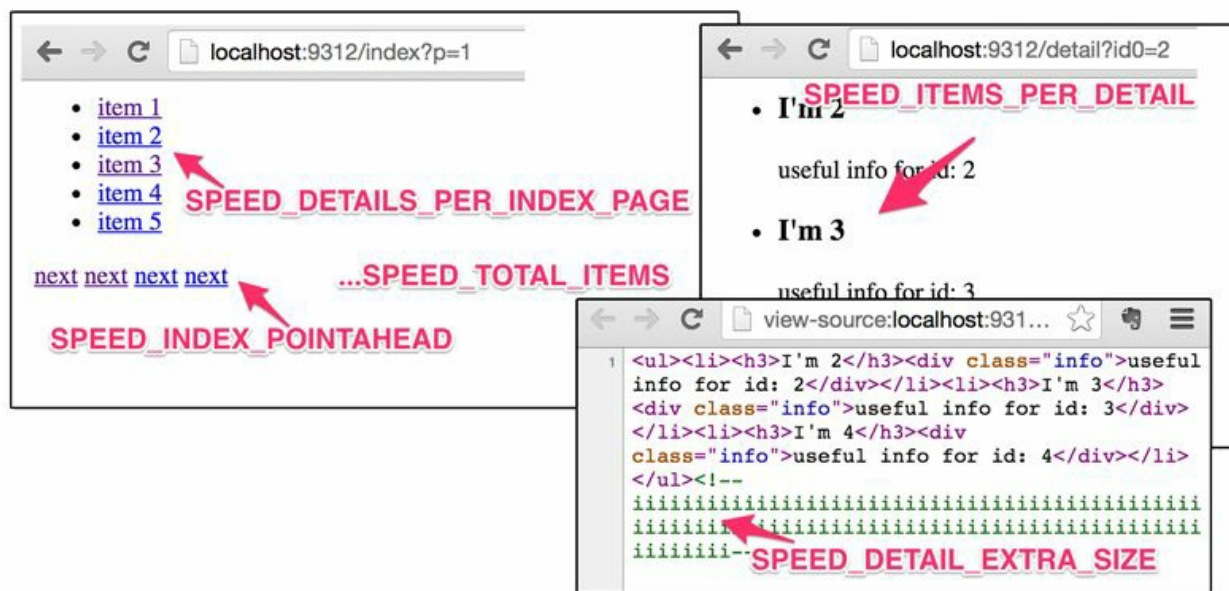 localhost:9312/index?p=1
item 1
item 2
item 3
item 4
item 5
SPEED_DETAILS_PER_INDEX_PAGE
next next next next
...SPEED_TOTAL_ITEMS
SPEED_INDEX_POINTAHEAD
localhost:9312/detail?id0=2
SPEED_ITEMS_PER_DETAIL
I'm 2
useful info for id: 2
I'm 3
useful info for id: 3
view-source:localhost:931...
1
<ul><li><h3>I'm 2</h3><div class="info">useful
info for id: 2</div></li><li><h3>I'm 3</h3>
<div class="info">useful info for id: 3</div>
</li><li><h3>I'm 4</h3><div
class="info">useful info for id: 4</div></li>
</ul><!--
SPEED_DETAIL_EXTRA_SIZE